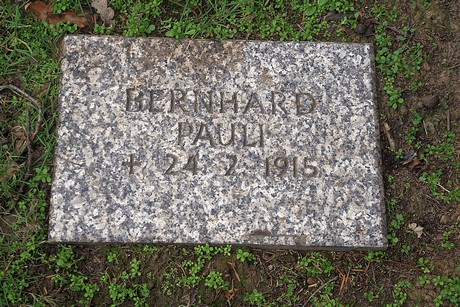 BERNHARD
PAULI
† 24. 2. 1915